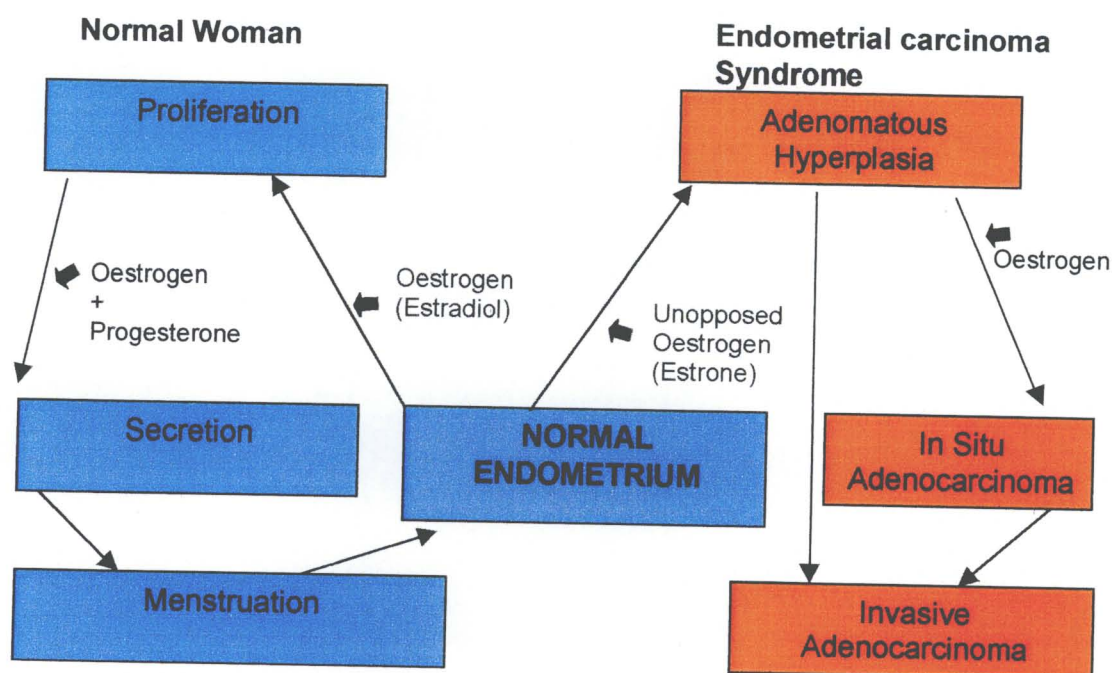 Normal Woman
Endometrial carcinoma
Syndrome
Proliferation
Adenomatous
Hyperplasia
Oestrogen
+
Progesterone
Oestrogen
(Estradiol)
Unopposed
Oestrogen
(Estrone)
Oestrogen
Secretion
NORMAL
ENDOMETRIUM
In Situ
Adenocarcinoma
Menstruation
Invasive
Adenocarcinoma